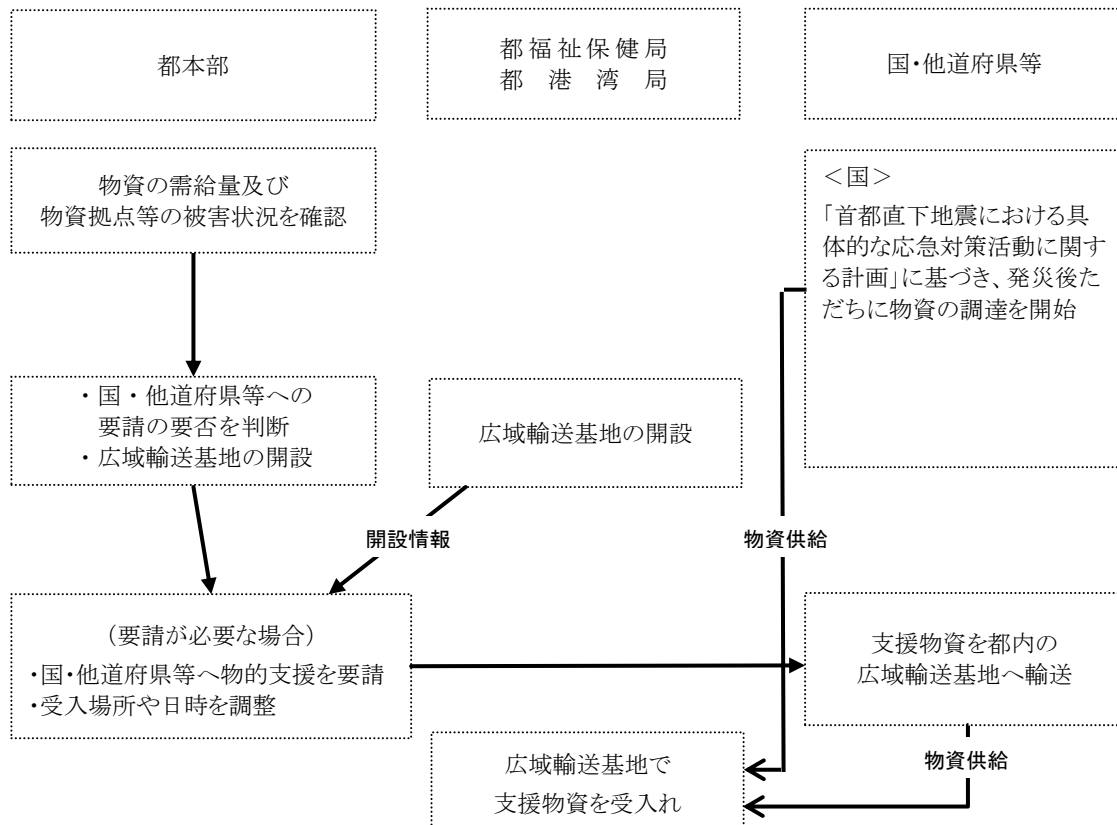 都本部
都福祉保健局
都港湾局
国・他道府県等
物資の需給量及び
物資拠点等の被害状況を確認
＜国＞
「首都直下地震における具
体的な応急対策活動に関す
る計画」に基づき、発災後た
だちに物資の調達を開始
・国・他道府県等への
要請の要否を判断
・広域輸送基地の開設
広域輸送基地の開設
開設情報
物資供給
（要請が必要な場合）
・国・他道府県等へ物的支援を要請
・受入場所や日時を調整
支援物資を都内の
広域輸送基地へ輸送
物資供給
広域輸送基地で
支援物資を受入れ